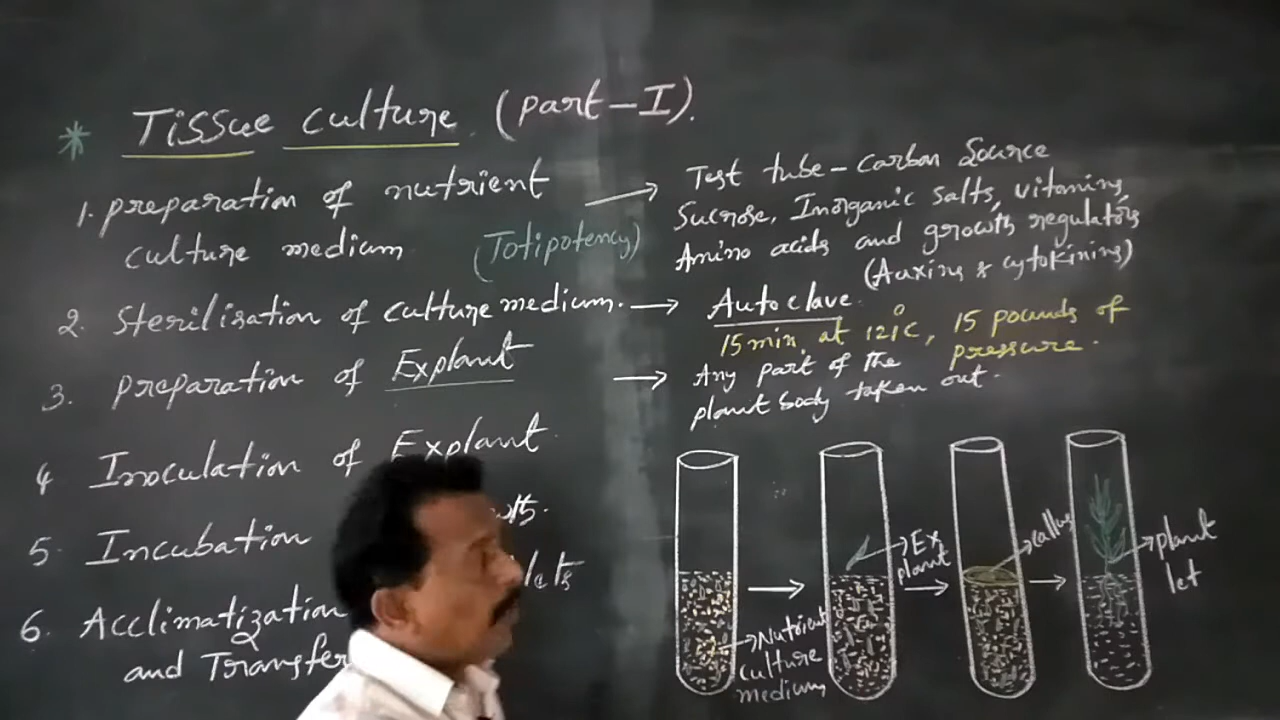 * Tissue culture (part-I).
1. preparation of nutrient
culture medium (Totipotency)
→ Test tube - Carbon Source
Sucrose, Inorganic salts, vitamins,
Amino acids and growth regulators
(Auxins & cytokinins)
2. Sterilisation of culture medium. → Autoclave
15 min, at 121°C, 15 pounds of
pressure.
3. preparation of Explant → Any part of the
plant body taken out.
4 Inoculation of Explant
5. Incubation
6. Acclimatization
and Transfer
→ Nutrient
culture
medium
→ Ex
plant
→ callus
→ plant
let